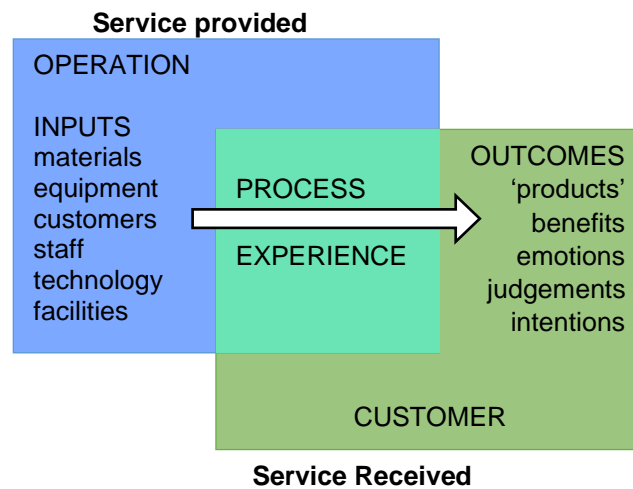 Service provided
OPERATION
INPUTS
materials
equipment
customers
staff
technology
facilities
PROCESS
EXPERIENCE
OUTCOMES
‘products’
benefits
emotions
judgements
intentions
CUSTOMER
Service Received